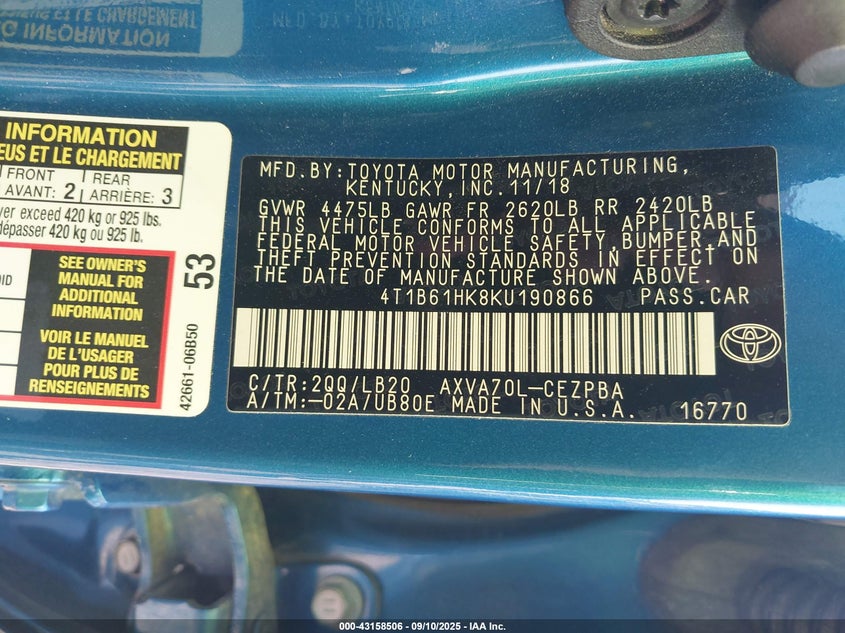 INFORMATION
EUS ET LE CHARGEMENT
FRONT
AVANT: 2
REAR
ARRIÈRE: 3
ver exceed 420 kg or 925 lbs.
dépasser 420 kg ou 925 lb.
SEE OWNER'S
MANUAL FOR
ADDITIONAL
INFORMATION
VOIR LE MANUEL
DE L'USAGER
POUR PLUS DE
RENSEIGNEMENTS
53
42661-06B50
MFD.BY:TOYOTA MOTOR MANUFACTURING,
KENTUCKY,INC.11/18
GVWR 4475LB GAWR FR 2620LB RR 2420LB
THIS VEHICLE CONFORMS TO ALL APPLICABLE
FEDERAL MOTOR VEHICLE SAFETY,BUMPER,AND
THEFT PREVENTION STANDARDS IN EFFECT ON
THE DATE OF MANUFACTURE SHOWN ABOVE.
4T1B61HK8KU190866 PASS.CAR
C/TR:2QQ/LB20 AXVA70L-CEZPBA
A/TM:-02A/UB80E MADE IN U.S.A. 16770
000-43158506 - 09/10/2025 - IAA Inc.